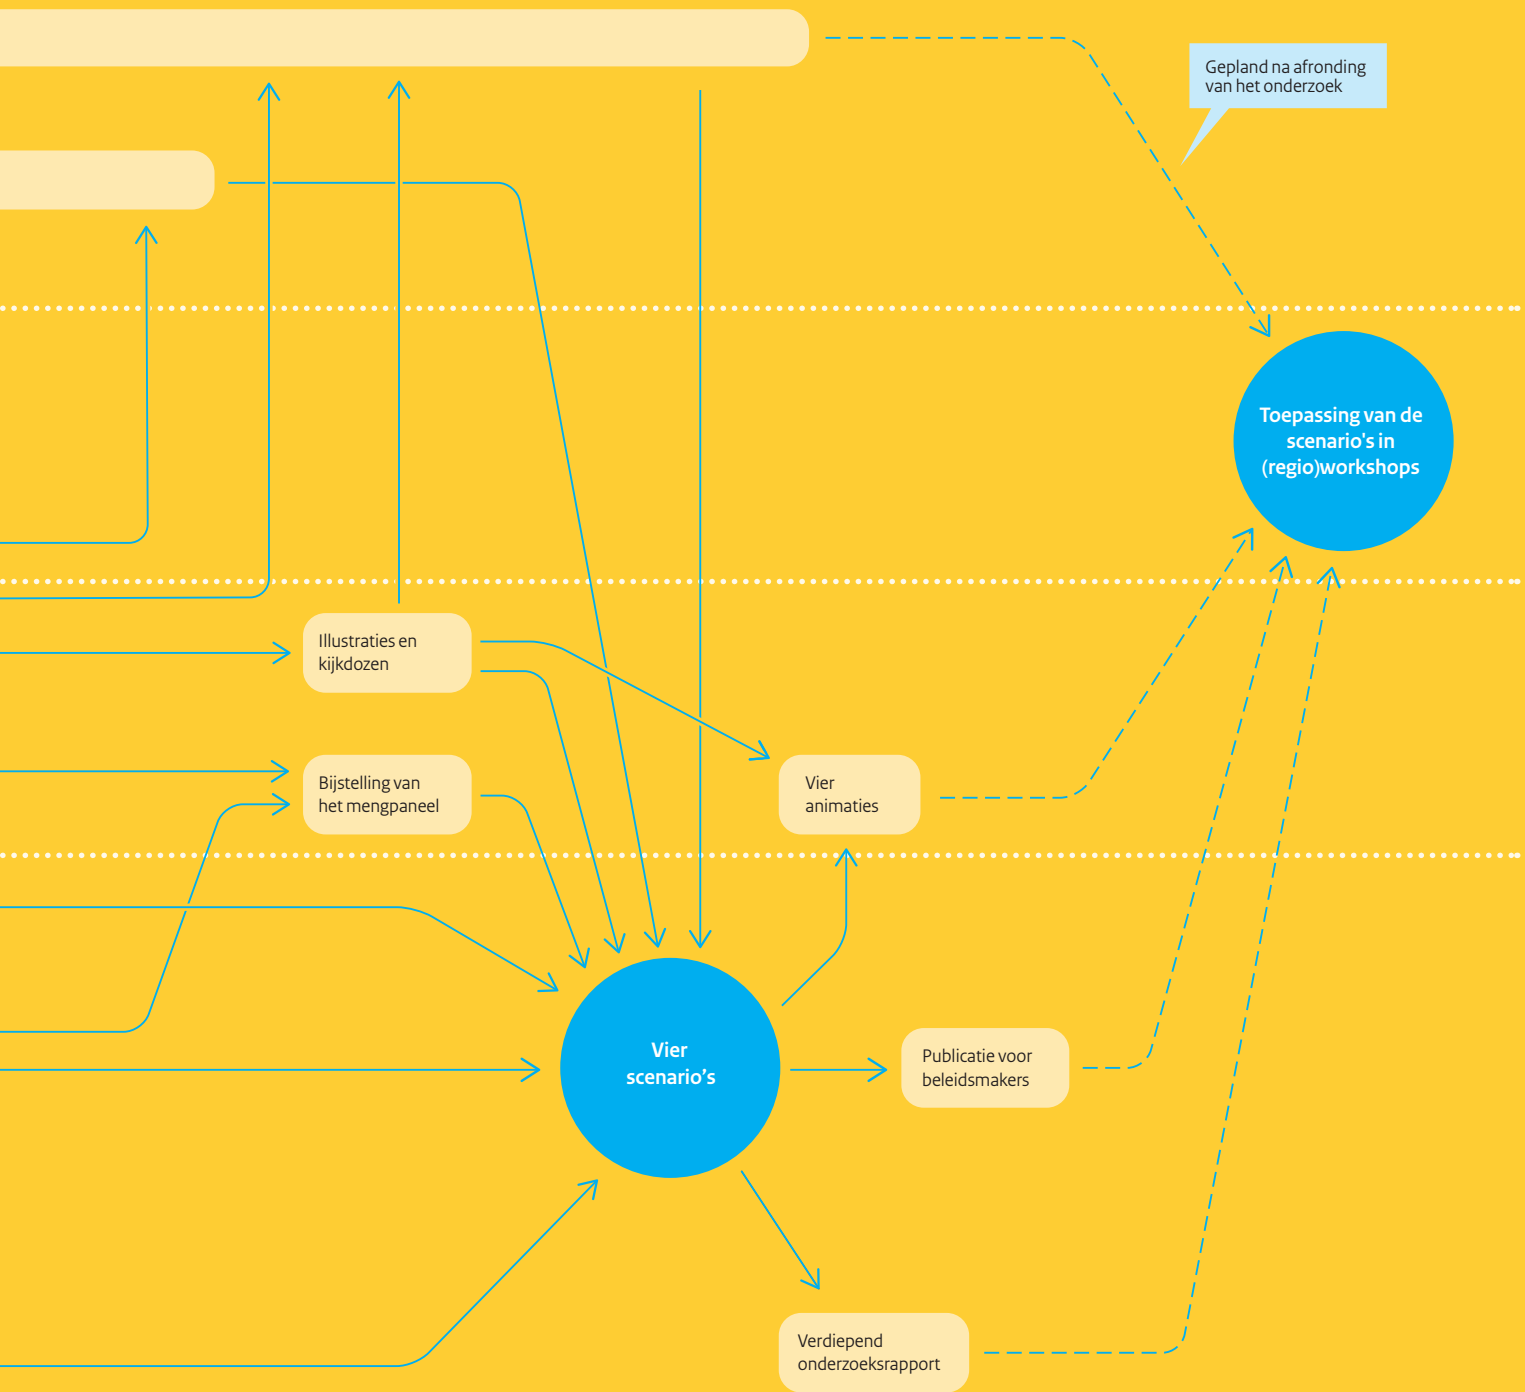 Gepland na afronding
van het onderzoek
Toepassing van de
scenario's in
(regio)workshops
Illustraties en
kijkdozen
Bijstelling van
het mengpaneel
Vier
animaties
Vier
scenario’s
Publicatie voor
beleidsmakers
Verdiepend
onderzoeksrapport